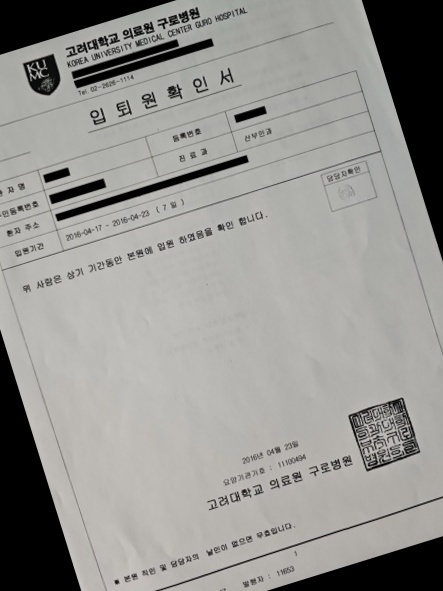 KU
MC
고려대학교 의료원 구로병원
KOREA UNIVERSITY MEDICAL CENTER GURO HOSPITAL
Tel 02-2626-1114
입 퇴 원 확 인 서
환 자 명
등록번호
주민등록번호
진 료 과
산부인과
환자 주소
입원기간
2016-04-17 - 2016-04-23 ( 7 일 )
담당자확인
위 사람은 상기 기간동안 본원에 입원 하였음을 확인 합니다.
2016년 04월 23일
요양기관기호 : 11100494
고려대학교 의료원 구로병원
■ 본원 직인 및 담당자의 날인이 없으면 무효입니다.
1
발행자 : 11653